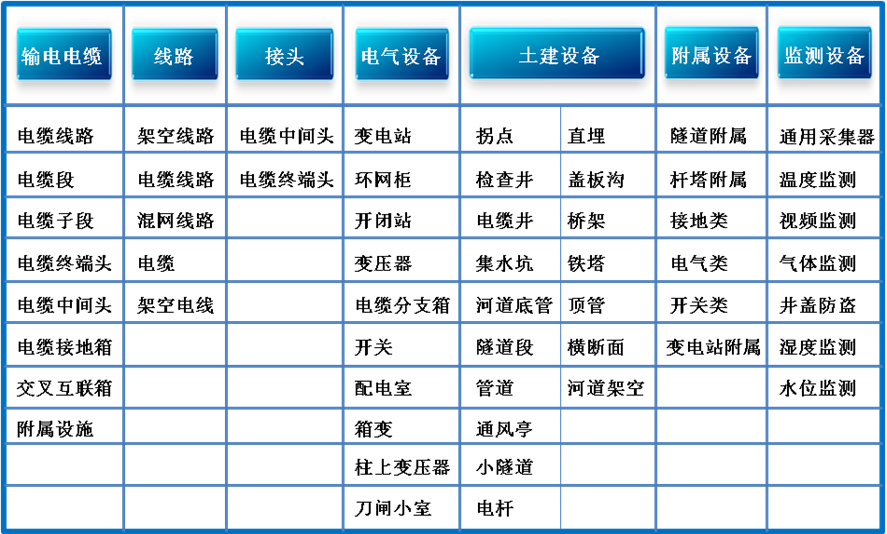 输电电缆 线路 接头 电气设备 土建设备 附属设备 监测设备
电缆线路 架空线路 电缆中间头 变电站 拐点 直埋 隧道附属 通用采集器
电缆段 电缆线路 电缆终端头 环网柜 检查井 盖板沟 杆塔附属 温度监测
电缆子段 混网线路 开闭站 电缆井 桥架 接地类 视频监测
电缆终端头 电缆 变压器 集水坑 铁塔 电气类 气体监测
电缆中间头 架空电线 电缆分支箱 河道底管 顶管 开关类 井盖防盗
电缆接地箱 开关 隧道段 横断面 变电站附属 湿度监测
交叉互联箱 配电室 管道 河道架空 水位监测
附属设施 箱变 通风亭
柱上变压器 小隧道
刀闸小室 电杆